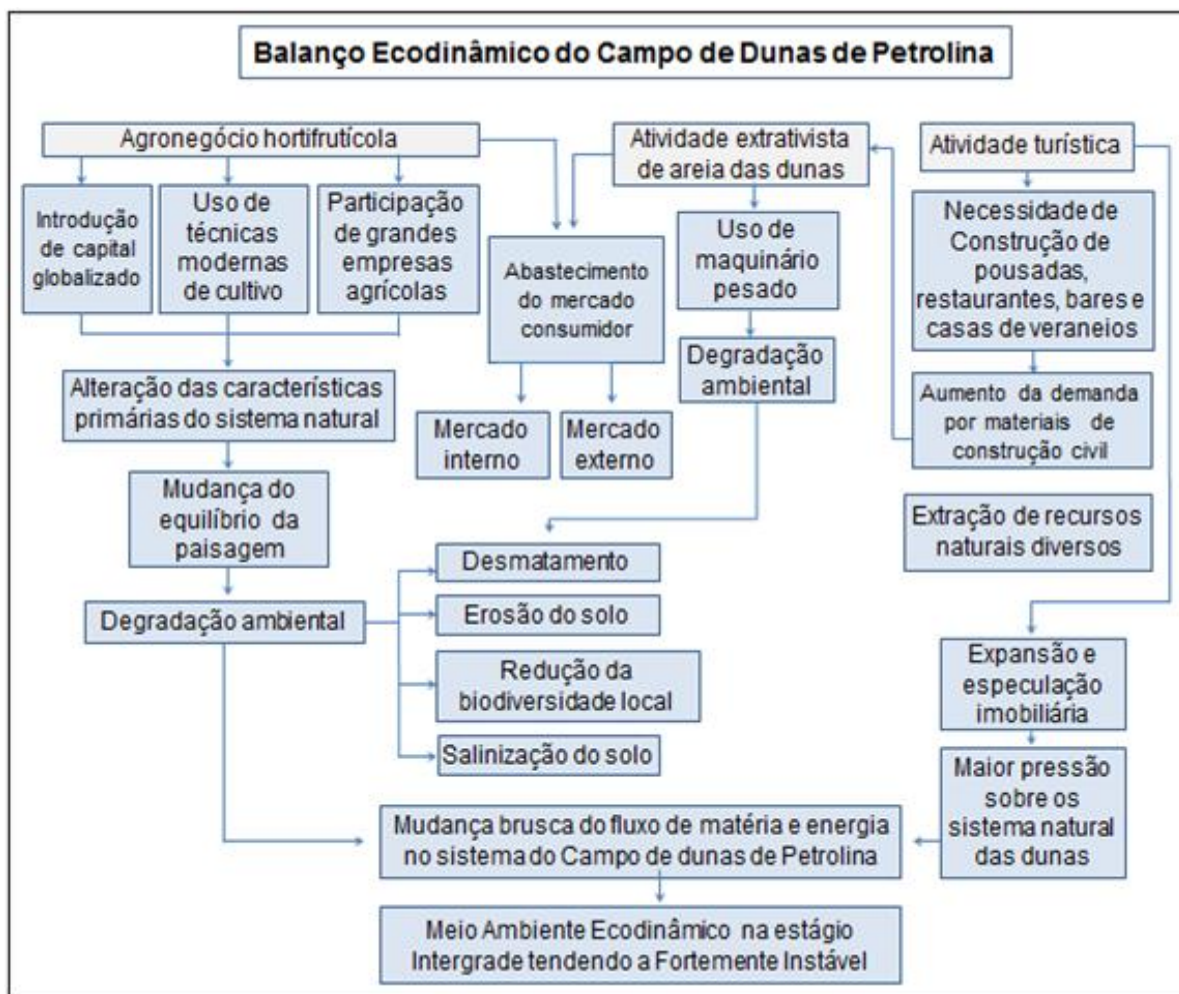 Balanço Ecodinâmico do Campo de Dunas de Petrolina
Agronegócio hortifrutícola
Introdução
de capital
globalizado
Uso de
técnicas
modernas
de cultivo
Participação
de grandes
empresas
agrícolas
Alteração das características
primárias do sistema natural
Mudança do
equilíbrio da
paisagem
Degradação ambiental
Abastecimento
do mercado
consumidor
Mercado
interno
Mercado
externo
Atividade extrativista
de areia das dunas
Uso de
maquinário
pesado
Degradação
ambiental
Desmatamento
Erosão do solo
Redução da
biodiversidade local
Salinização do solo
Atividade turística
Necessidade de
Construção de
pousadas,
restaurantes, bares e
casas de veraneios
Aumento da demanda
por materiais de
construção civil
Extração de recursos
naturais diversos
Expansão e
especulação
imobiliária
Maior pressão
sobre os
sistema natural
das dunas
Mudança brusca do fluxo de matéria e energia
no sistema do Campo de dunas de Petrolina
Meio Ambiente Ecodinâmico na estágio
Intergrade tendendo a Fortemente Instável